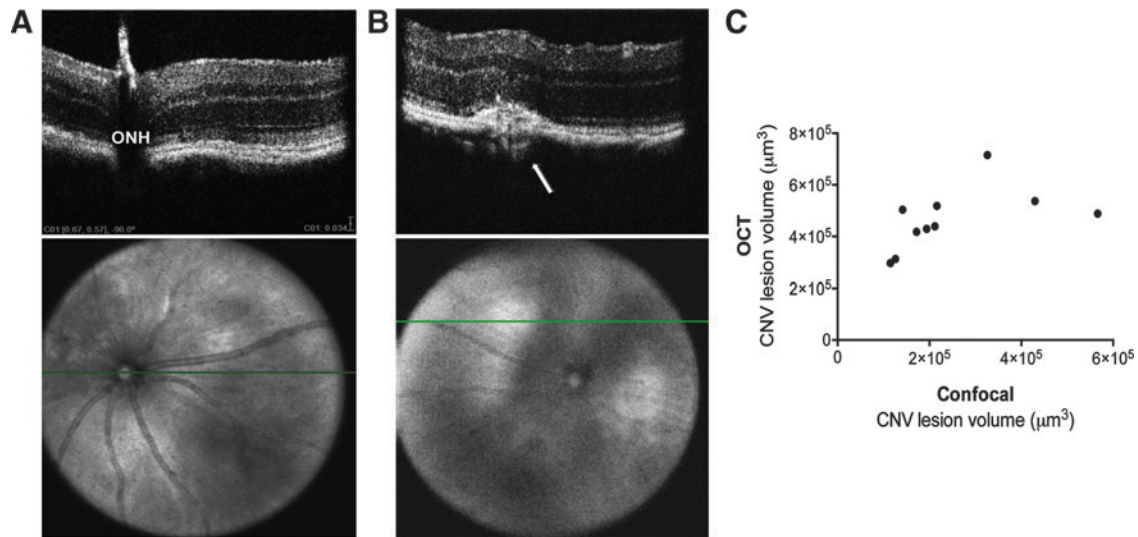 A
ONH
C01 [0.67, 0.57], -90.0°
C01: 0.034
B
C
8×10⁵
6×10⁵
4×10⁵
2×10⁵
0
OCT
CNV lesion volume (μm³)
0
2×10⁵
4×10⁵
6×10⁵
Confocal
CNV lesion volume (μm³)